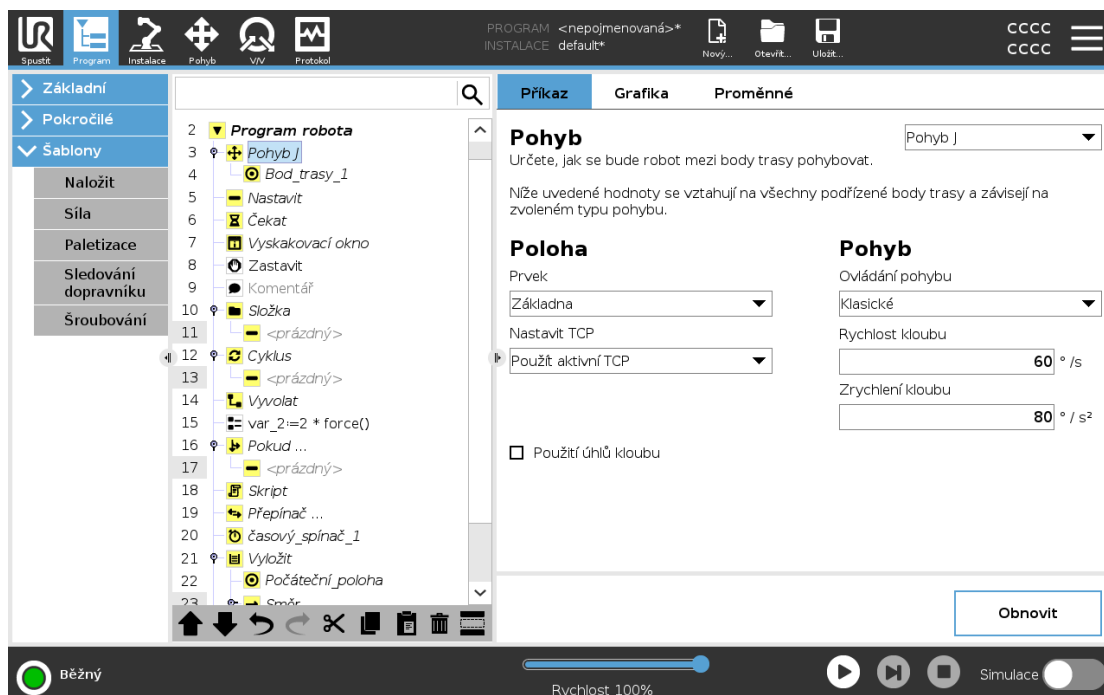 UR
Spustit
Program
Instalace
Pohyb
V/V
Protokol
PROGRAM <nepojmenovaná>*
INSTALACE default*
Nový...
Otevřít...
Uložit...
CCCC
CCCC
Základní
Pokročilé
Šablony
Naložit
Síla
Paletizace
Sledování
dopravníku
Šroubování
2 Program robota
3 Pohyb J
4 Bod_trasy_1
5 Nastavit
6 Čekat
7 Vyskakovací okno
8 Zastavit
9 Komentář
10 Složka
11 <prázdný>
12 Cyklus
13 <prázdný>
14 Vyvolat
15 var_2:=2 * force()
16 Pokud ...
17 <prázdný>
18 Skript
19 Přepínač ...
20 časový_spínač_1
21 Vyložit
22 Počáteční_poloha
23 Směr
Příkaz
Grafika
Proměnné
Pohyb
Pohyb J
Určete, jak se bude robot mezi body trasy pohybovat.
Níže uvedené hodnoty se vztahují na všechny podřízené body trasy a závisejí na
zvoleném typu pohybu.
Poloha
Prvek
Základna
Nastavit TCP
Použít aktivní TCP
Použití úhlů kloubu
Pohyb
Ovládání pohybu
Klasické
Rychlost kloubu
60 ° /s
Zrychlení kloubu
80 ° / s²
Obnovit
Běžný
Rychlost 100%
Simulace